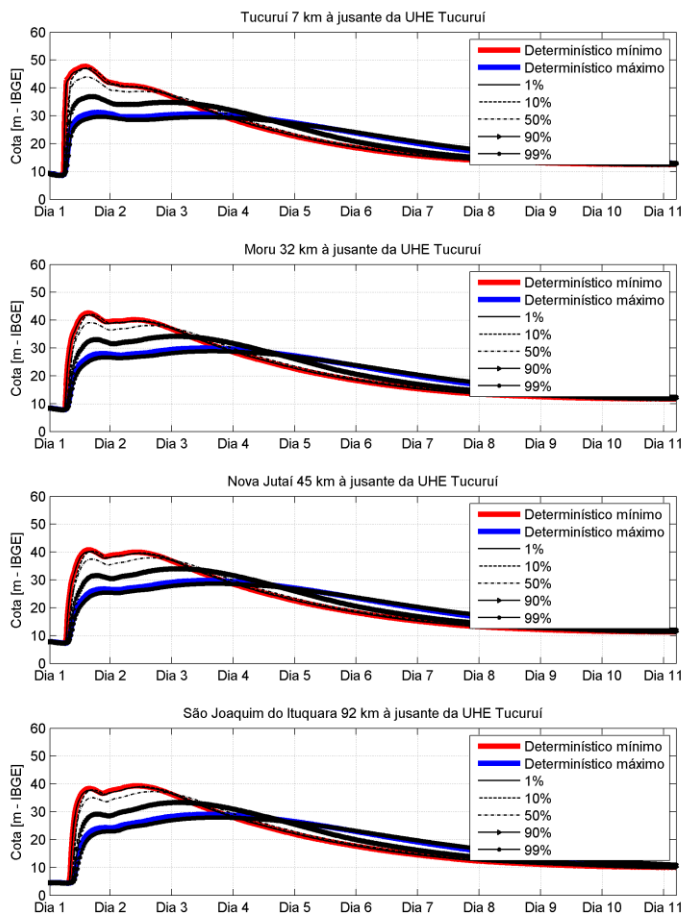 Tucuruí 7 km à jusante da UHE Tucuruí
60
50
40
30
20
10
0
Cota [m - IBGE]
Determinístico mínimo
Determinístico máximo
1%
10%
50%
90%
99%
Dia 1 Dia 2 Dia 3 Dia 4 Dia 5 Dia 6 Dia 7 Dia 8 Dia 9 Dia 10 Dia 11
Moru 32 km à jusante da UHE Tucuruí
60
50
40
30
20
10
0
Cota [m - IBGE]
Determinístico mínimo
Determinístico máximo
1%
10%
50%
90%
99%
Dia 1 Dia 2 Dia 3 Dia 4 Dia 5 Dia 6 Dia 7 Dia 8 Dia 9 Dia 10 Dia 11
Nova Jutaí 45 km à jusante da UHE Tucuruí
60
50
40
30
20
10
0
Cota [m - IBGE]
Determinístico mínimo
Determinístico máximo
1%
10%
50%
90%
99%
Dia 1 Dia 2 Dia 3 Dia 4 Dia 5 Dia 6 Dia 7 Dia 8 Dia 9 Dia 10 Dia 11
São Joaquim do Ituquara 92 km à jusante da UHE Tucuruí
60
50
40
30
20
10
0
Cota [m - IBGE]
Determinístico mínimo
Determinístico máximo
1%
10%
50%
90%
99%
Dia 1 Dia 2 Dia 3 Dia 4 Dia 5 Dia 6 Dia 7 Dia 8 Dia 9 Dia 10 Dia 11